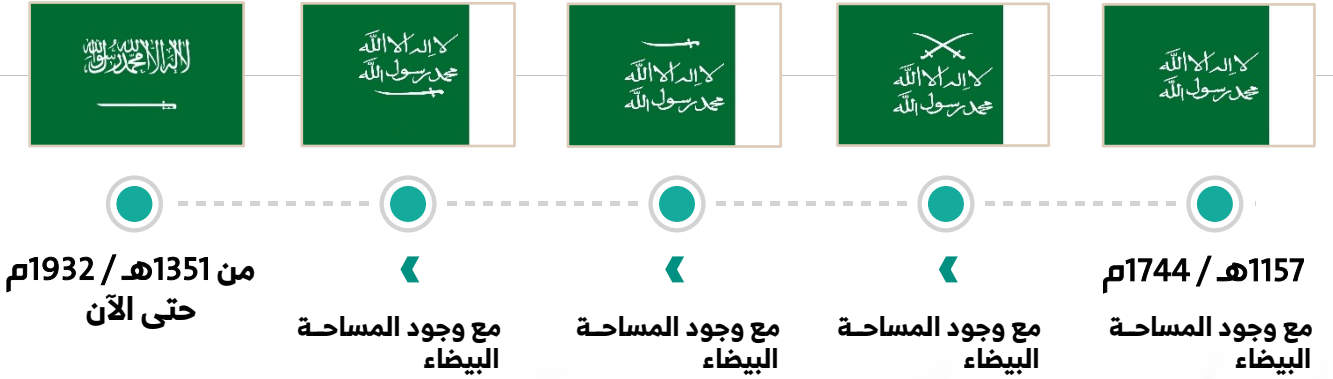 لا إله إلا الله
محمد رسول الله
لا إله إلا الله
محمد رسول الله
لا إله إلا الله
محمد رسول الله
لا إله إلا الله
محمد رسول الله
لا إله إلا الله محمد رسول الله
1157هـ / 1744م
مع وجود المساحة
البيضاء
مع وجود المساحة
البيضاء
مع وجود المساحة
البيضاء
مع وجود المساحة
البيضاء
من 1351هـ / 1932م
حتى الآن